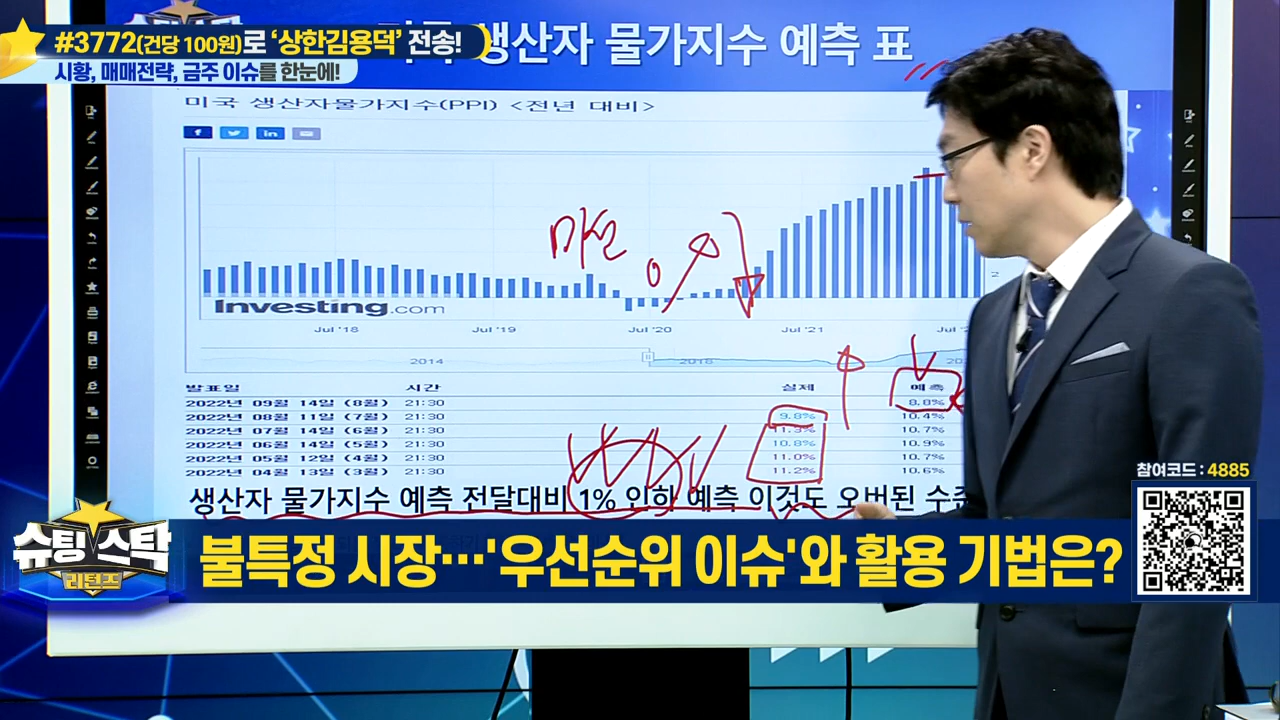 #3772(건당 100원)로 '상한김용덕' 전송!
시황, 매매전략, 금주 이슈를 한눈에!
생산자 물가지수 예측 표
미국 생산자물가지수(PPI) <전년 대비>
마켓
0
Investing.com
Jul '18 Jul '19 Jul '20 Jul '21
2014
발표일 시간 실제 예측
2022년 09월 14일 (8월) 21:30 8.8%
2022년 08월 11일 (7월) 21:30 9.8% 10.4%
2022년 07월 14일 (6월) 21:30 11.3% 10.7%
2022년 06월 14일 (5월) 21:30 10.8% 10.9%
2022년 05월 12일 (4월) 21:30 11.0% 10.7%
2022년 04월 13일 (3월) 21:30 11.2% 10.6%
생산자 물가지수 예측 전달대비 1% 인하 예측 이것도 오버된 수준
참여코드 : 4885
슈팅스탁
리턴즈
불특정 시장…'우선순위 이슈'와 활용 기법은?